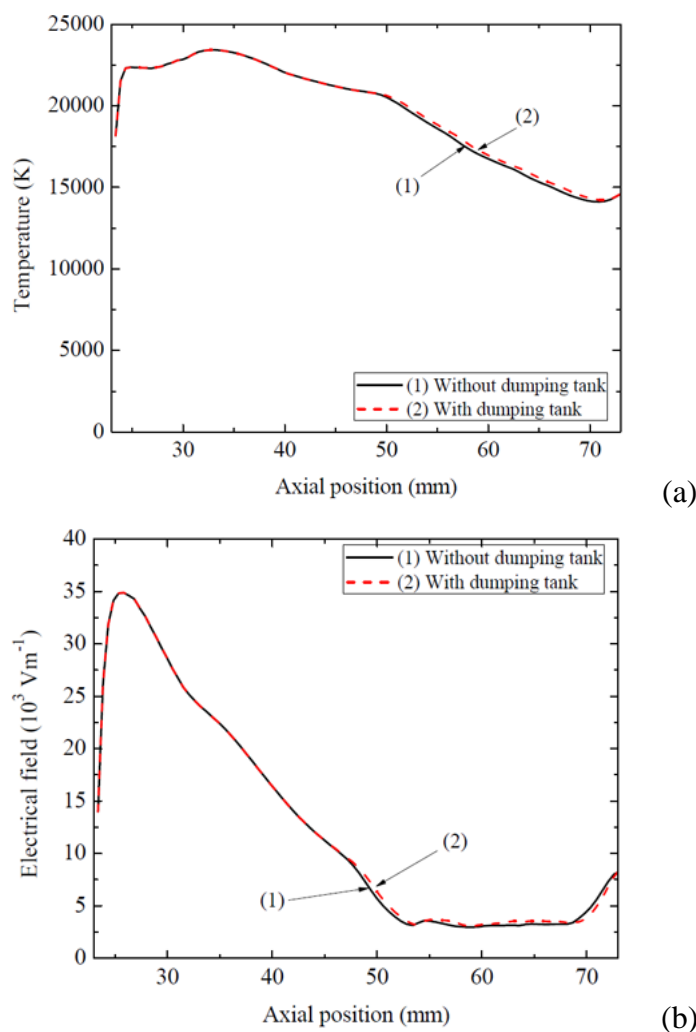 25000
20000
15000
10000
5000
0
Temperature (K)
(2)
(1)
(1) Without dumping tank
(2) With dumping tank
30 40 50 60 70
Axial position (mm)
(a)
40
35
30
25
20
15
10
5
0
Electrical field (10³ Vm⁻¹)
(1) Without dumping tank
(2) With dumping tank
(2)
(1)
30 40 50 60 70
Axial position (mm)
(b)